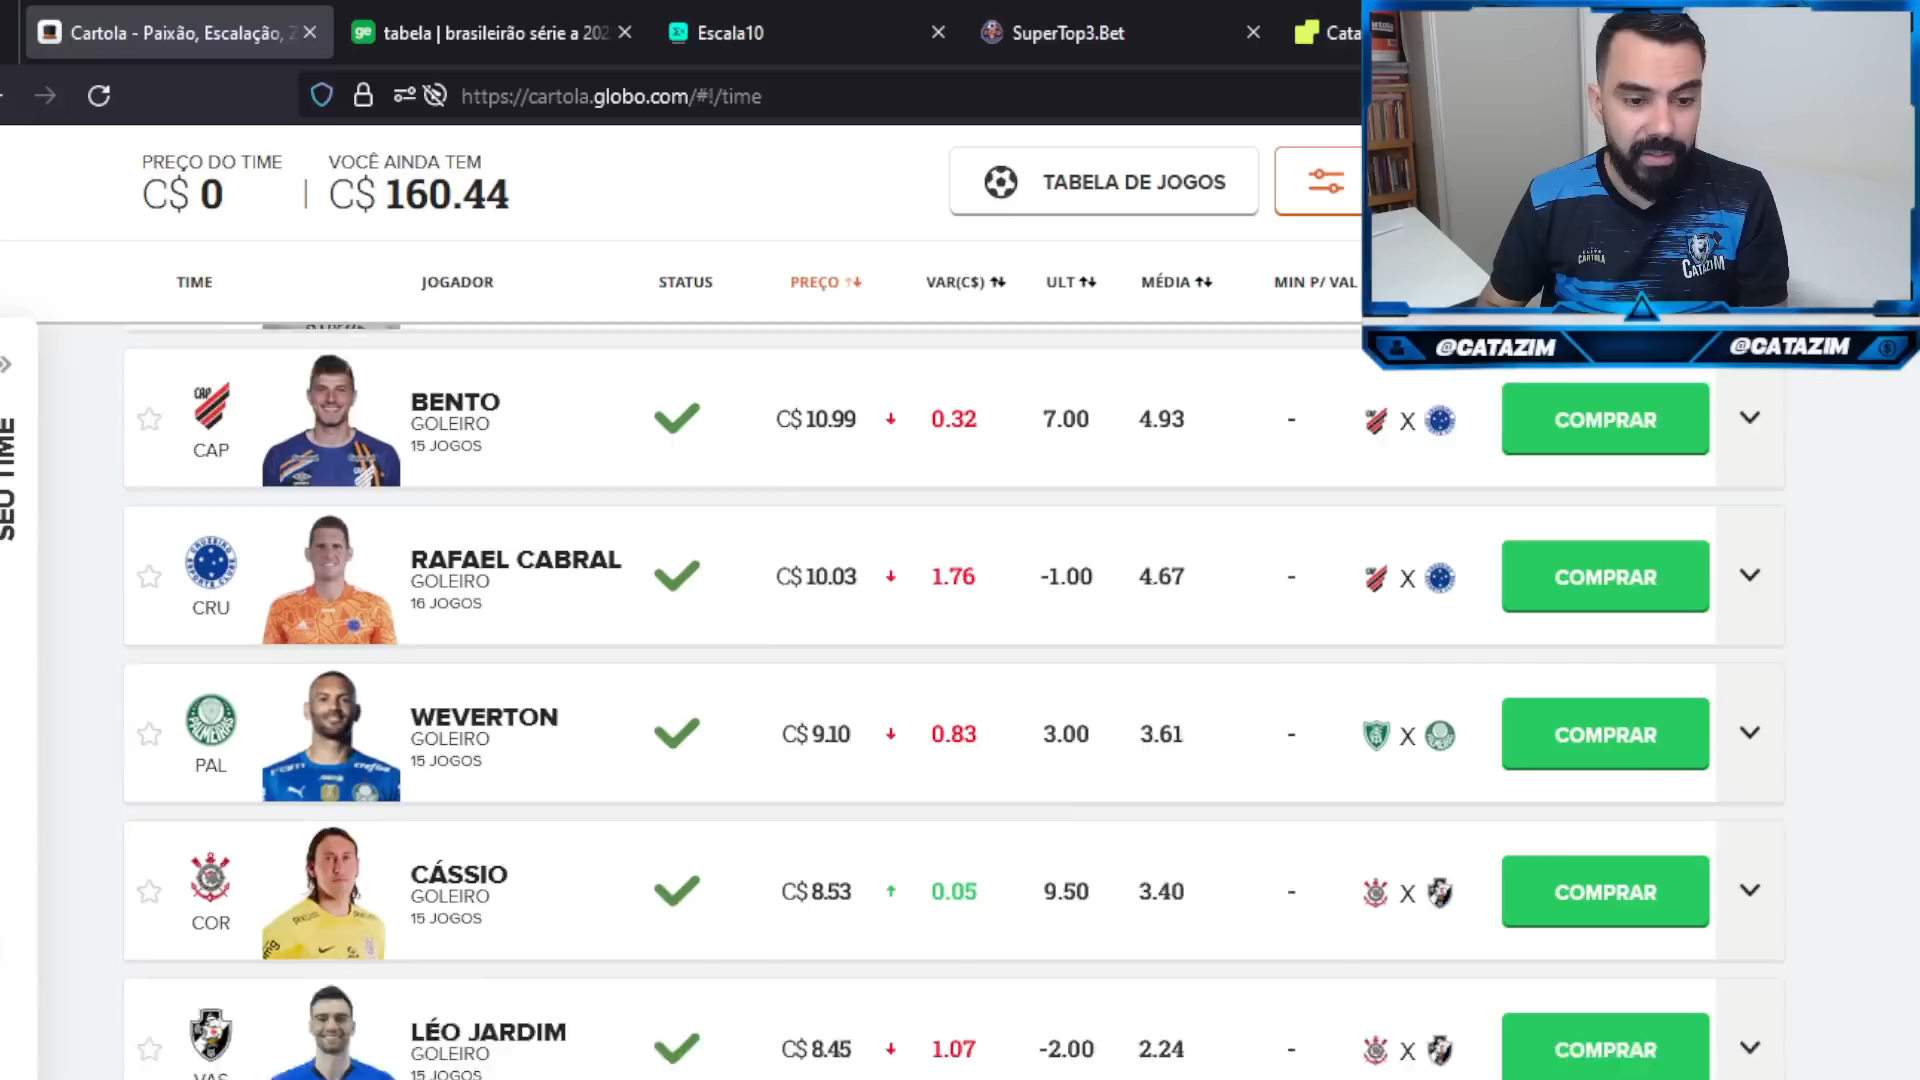 Cartola - Paixão, Escalação, Z
tabela | brasileirão série a 202
Escala10
SuperTop3.Bet
Cata
https://cartola.globo.com/#!/time
PREÇO DO TIME
C$ 0
VOCÊ AINDA TEM
C$ 160.44
TABELA DE JOGOS
TIME JOGADOR STATUS PREÇO VAR(C$) ULT MÉDIA MIN P/ VAL
SEU TIME
CAP
BENTO
GOLEIRO
15 JOGOS
C$ 10.99 0.32 7.00 4.93 - X COMPRAR
CRU
RAFAEL CABRAL
GOLEIRO
16 JOGOS
C$ 10.03 1.76 -1.00 4.67 - X COMPRAR
PAL
WEVERTON
GOLEIRO
15 JOGOS
C$ 9.10 0.83 3.00 3.61 - X COMPRAR
COR
CÁSSIO
GOLEIRO
15 JOGOS
C$ 8.53 0.05 9.50 3.40 - X COMPRAR
VAS
LÉO JARDIM
GOLEIRO
15 JOGOS
C$ 8.45 1.07 -2.00 2.24 - X COMPRAR
ELITE
CARTOLA
CATAZIM
@CATAZIM
@CATAZIM